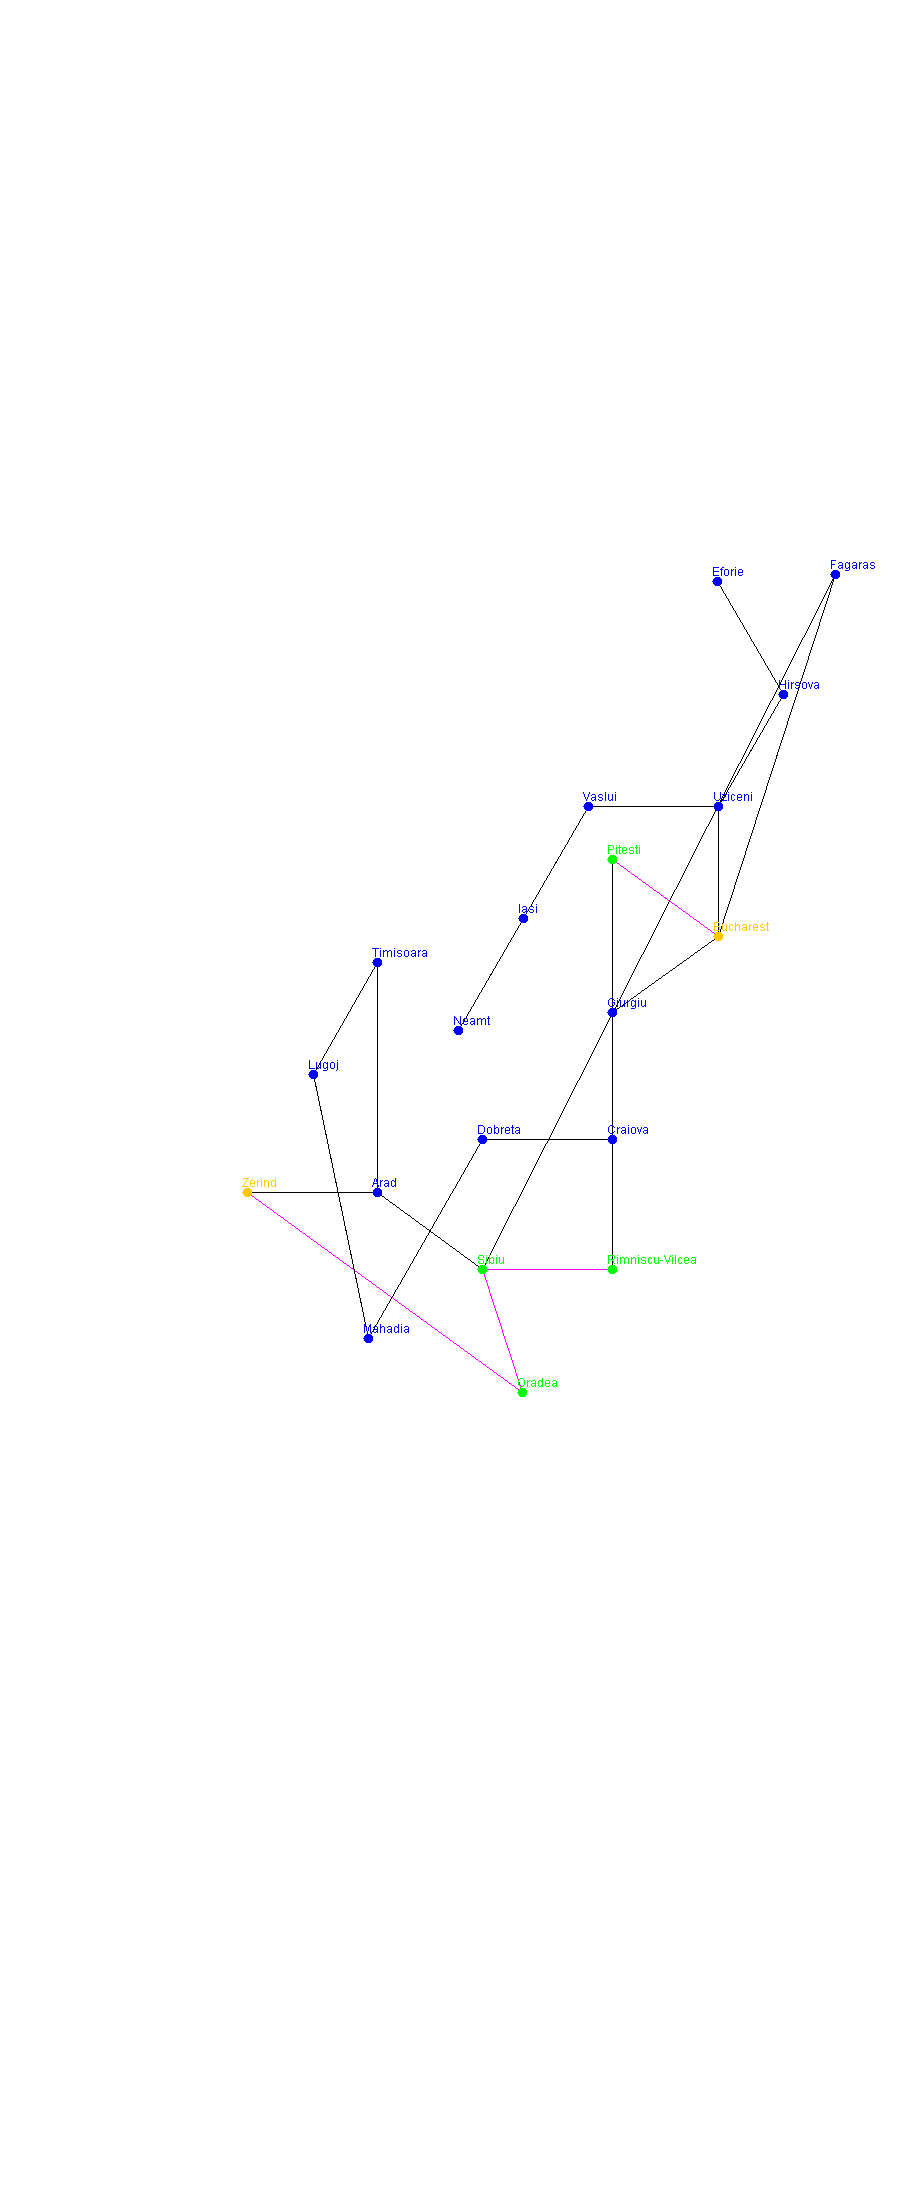 Fagaras
Eforie
Hirsova
Vaslui
Urziceni
Pitesti
Iasi
Bucharest
Timisoara
Giurgiu
Neamt
Lugoj
Dobreta
Craiova
Zerind
Arad
Sibiu
Rimniscu-Vilcea
Mahadia
Oradea